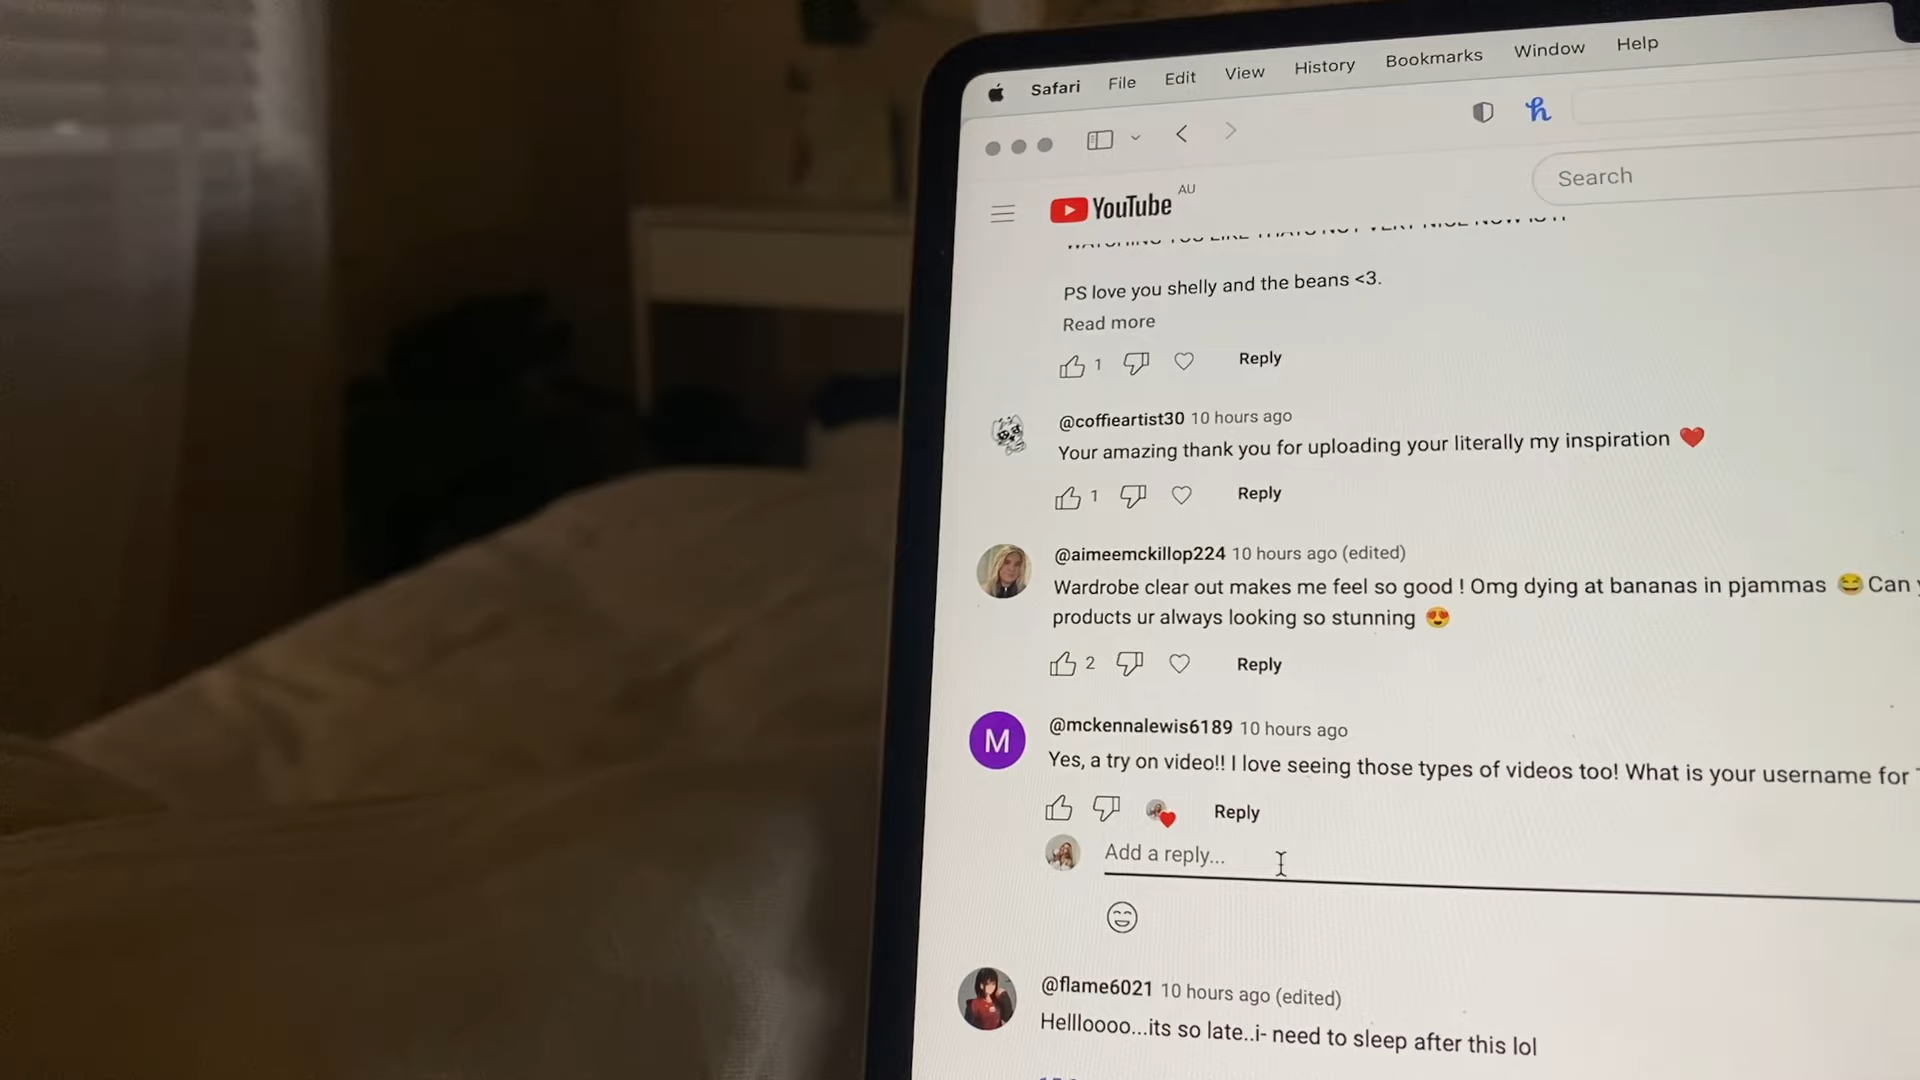 Safari File Edit View History Bookmarks Window Help
YouTube AU
Search
PS love you shelly and the beans <3.
Read more
1 Reply
@coffieartist30 10 hours ago
Your amazing thank you for uploading your literally my inspiration ❤️
1 Reply
@aimeemckillop224 10 hours ago (edited)
Wardrobe clear out makes me feel so good ! Omg dying at bananas in pjammas 😂 Can
products ur always looking so stunning 😍
2 Reply
M @mckennalewis6189 10 hours ago
Yes, a try on video!! I love seeing those types of videos too! What is your username for
Reply
Add a reply...
@flame6021 10 hours ago (edited)
Hellloooo...its so late..i- need to sleep after this lol